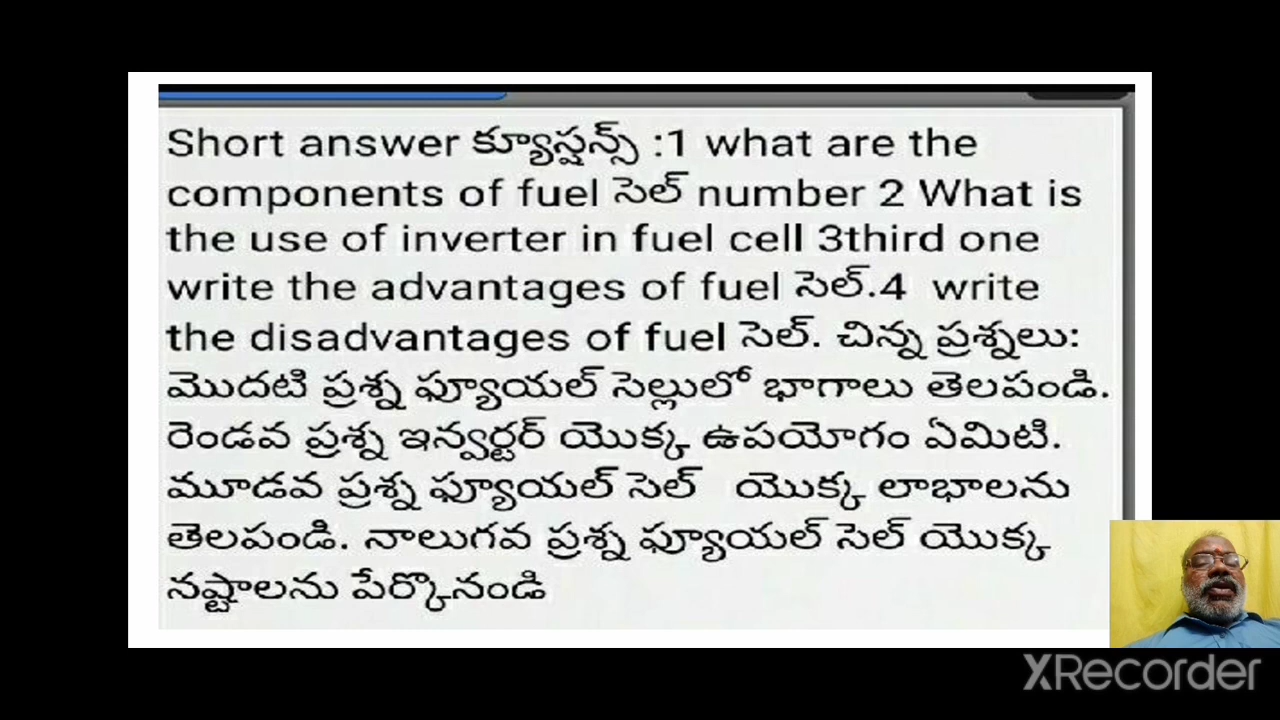 Short answer క్యూస్షన్స్ :1 what are the
components of fuel సెల్ number 2 What is
the use of inverter in fuel cell 3third one
write the advantages of fuel సెల్.4 write
the disadvantages of fuel సెల్. చిన్న ప్రశ్నలు:
మొదటి ప్రశ్న ఫ్యూయల్ సెల్లులో భాగాలు తెలపండి.
రెండవ ప్రశ్న ఇన్వర్టర్ యొక్క ఉపయోగం ఏమిటి.
మూడవ ప్రశ్న ఫ్యూయల్ సెల్ యొక్క లాభాలను
తెలపండి. నాలుగవ ప్రశ్న ఫ్యూయల్ సెల్ యొక్క
నష్టాలను పేర్కొనండి
XRecorder